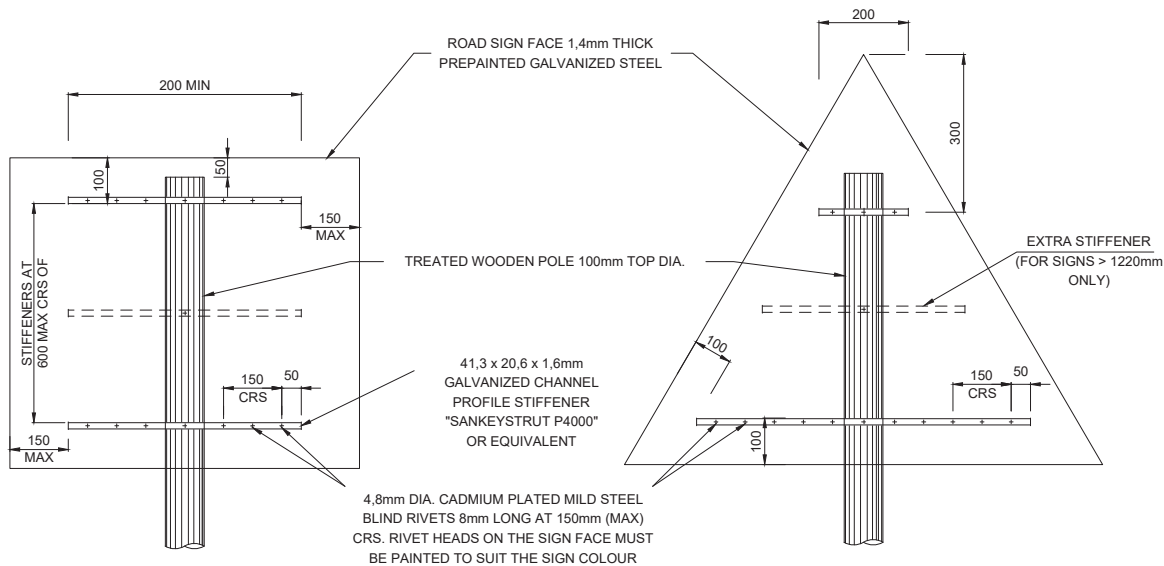 200
ROAD SIGN FACE 1,4mm THICK
PREPAINTED GALVANIZED STEEL
200 MIN
100
50
300
150
MAX
STIFFENERS AT
600 MAX CRS OF
TREATED WOODEN POLE 100mm TOP DIA.
EXTRA STIFFENER
(FOR SIGNS > 1220mm
ONLY)
100
41,3 x 20,6 x 1,6mm
GALVANIZED CHANNEL
PROFILE STIFFENER
"SANKEYSTRUT P4000"
OR EQUIVALENT
150
CRS
50
150
CRS
50
150
MAX
100
4,8mm DIA. CADMIUM PLATED MILD STEEL
BLIND RIVETS 8mm LONG AT 150mm (MAX)
CRS. RIVET HEADS ON THE SIGN FACE MUST
BE PAINTED TO SUIT THE SIGN COLOUR